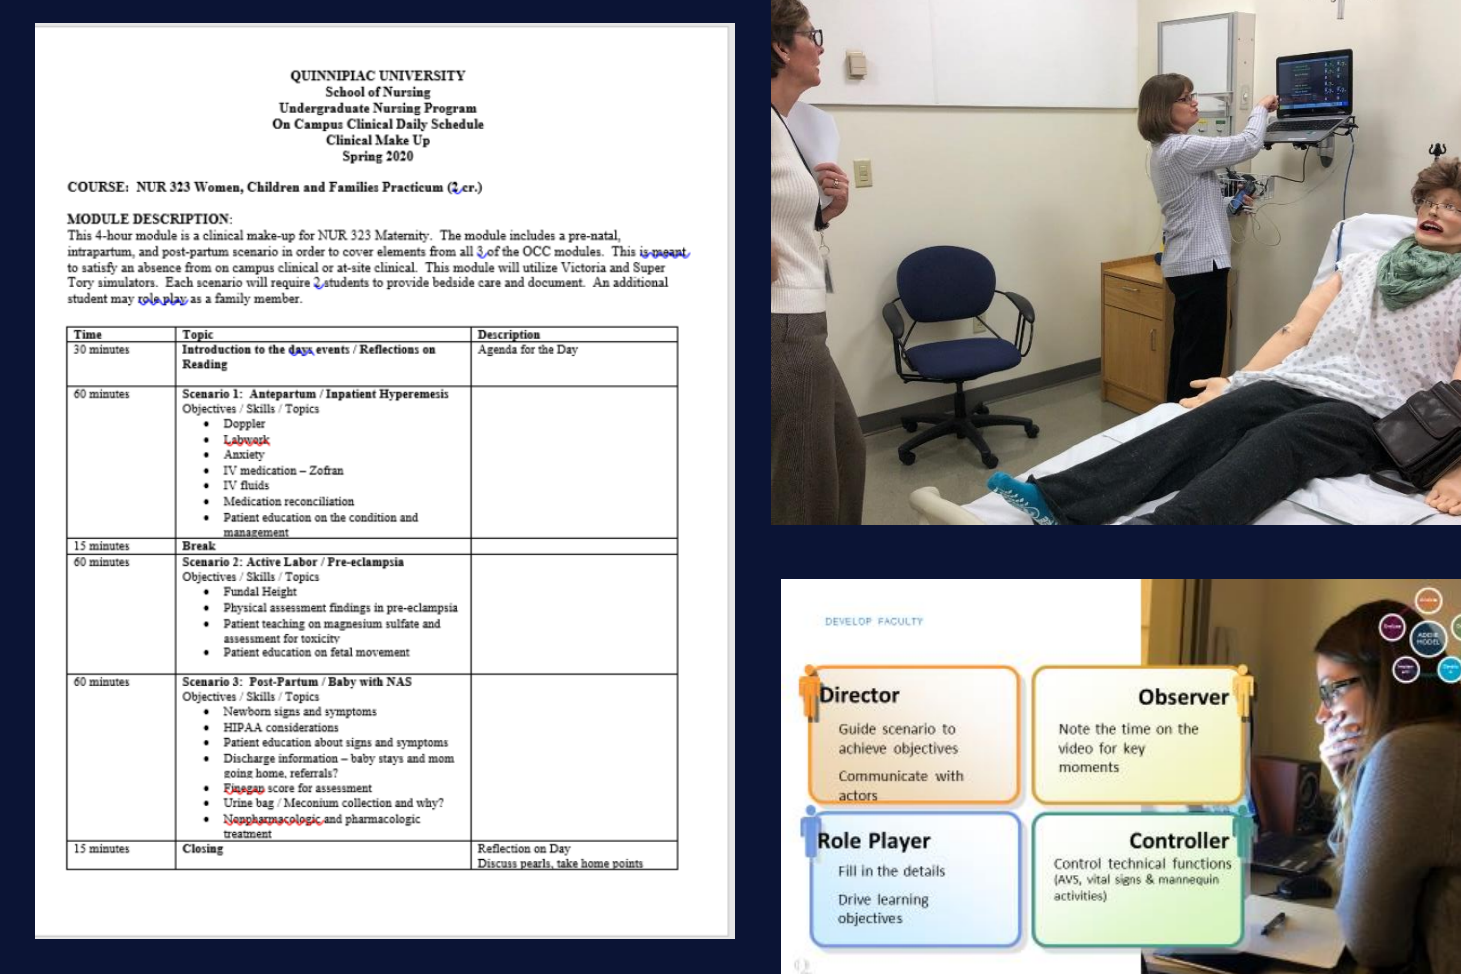 QUINNIPIAC UNIVERSITY
School of Nursing
Undergraduate Nursing Program
On Campus Clinical Daily Schedule
Clinical Make Up
Spring 2020
COURSE: NUR 323 Women, Children and Families Practicum (2 cr.)
MODULE DESCRIPTION:
This 4-hour module is a clinical make-up for NUR 323 Maternity. The module includes a pre-natal,
intrapartum, and post-partum scenario in order to cover elements from all 3 of the OCC modules. This is meant
to satisfy an absence from on campus clinical or at-site clinical. This module will utilize Victoria and Super
Tory simulators. Each scenario will require 2 students to provide bedside care and document. An additional
student may role play as a family member.
Time Topic Description
30 minutes Introduction to the days events / Reflections on Agenda for the Day
Reading
60 minutes Scenario 1: Antepartum / Inpatient Hyperemesis
Objectives / Skills / Topics
• Doppler
• Labwork
• Anxiety
• IV medication – Zofran
• IV fluids
• Medication reconciliation
• Patient education on the condition and
management
15 minutes Break
60 minutes Scenario 2: Active Labor / Pre-eclampsia
Objectives / Skills / Topics
• Fundal Height
• Physical assessment findings in pre-eclampsia
• Patient teaching on magnesium sulfate and
assessment for toxicity
• Patient education on fetal movement
60 minutes Scenario 3: Post-Partum / Baby with NAS
Objectives / Skills / Topics
• Newborn signs and symptoms
• HIPAA considerations
• Patient education about signs and symptoms
• Discharge information – baby stays and mom
going home, referrals?
• Finegan score for assessment
• Urine bag / Meconium collection and why?
• Nonpharmacologic and pharmacologic
treatment
15 minutes Closing Reflection on Day
Discuss pearls, take home points
DEVELOP FACULTY
Director
Guide scenario to
achieve objectives
Communicate with
actors
Observer
Note the time on the
video for key
moments
Role Player
Fill in the details
Drive learning
objectives
Controller
Control technical functions
(AVS, vital signs & mannequin
activities)
ADDIE
MODEL